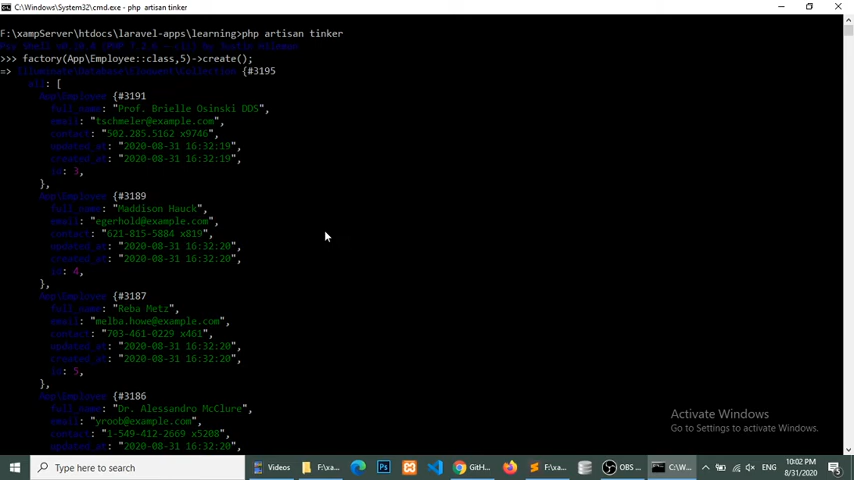 C:\Windows\System32\cmd.exe - php artisan tinker
F:\xampServer\htdocs\laravel-apps\learning>php artisan tinker
>>> factory(App\Employee::class,5)->create();
=> Illuminate\Database\Eloquent\Collection {#3195
all: [
App\Employee {#3191
full_name: "Prof. Brielle Osinski DDS",
email: "tschmeler@example.com",
contact: "502.285.5162 x9746",
updated_at: "2020-08-31 16:32:19",
created_at: "2020-08-31 16:32:19",
id: 3,
},
App\Employee {#3189
full_name: "Maddison Hauck",
email: "egerhold@example.com",
contact: "621-815-5884 x819",
updated_at: "2020-08-31 16:32:20",
created_at: "2020-08-31 16:32:20",
id: 4,
},
App\Employee {#3187
full_name: "Reba Metz",
email: "melba.howe@example.com",
contact: "703-461-0229 x461",
updated_at: "2020-08-31 16:32:20",
created_at: "2020-08-31 16:32:20",
id: 5,
},
App\Employee {#3186
full_name: "Dr. Alessandro McClure",
email: "yroob@example.com",
contact: "1-549-412-2669 x5208",
updated_at: "2020-08-31 16:32:20",
Activate Windows
Go to Settings to activate Windows.
Type here to search
Videos
F:\xa...
GitH...
F:\xa...
OBS ...
C:\W...
ENG
10:02 PM
8/31/2020